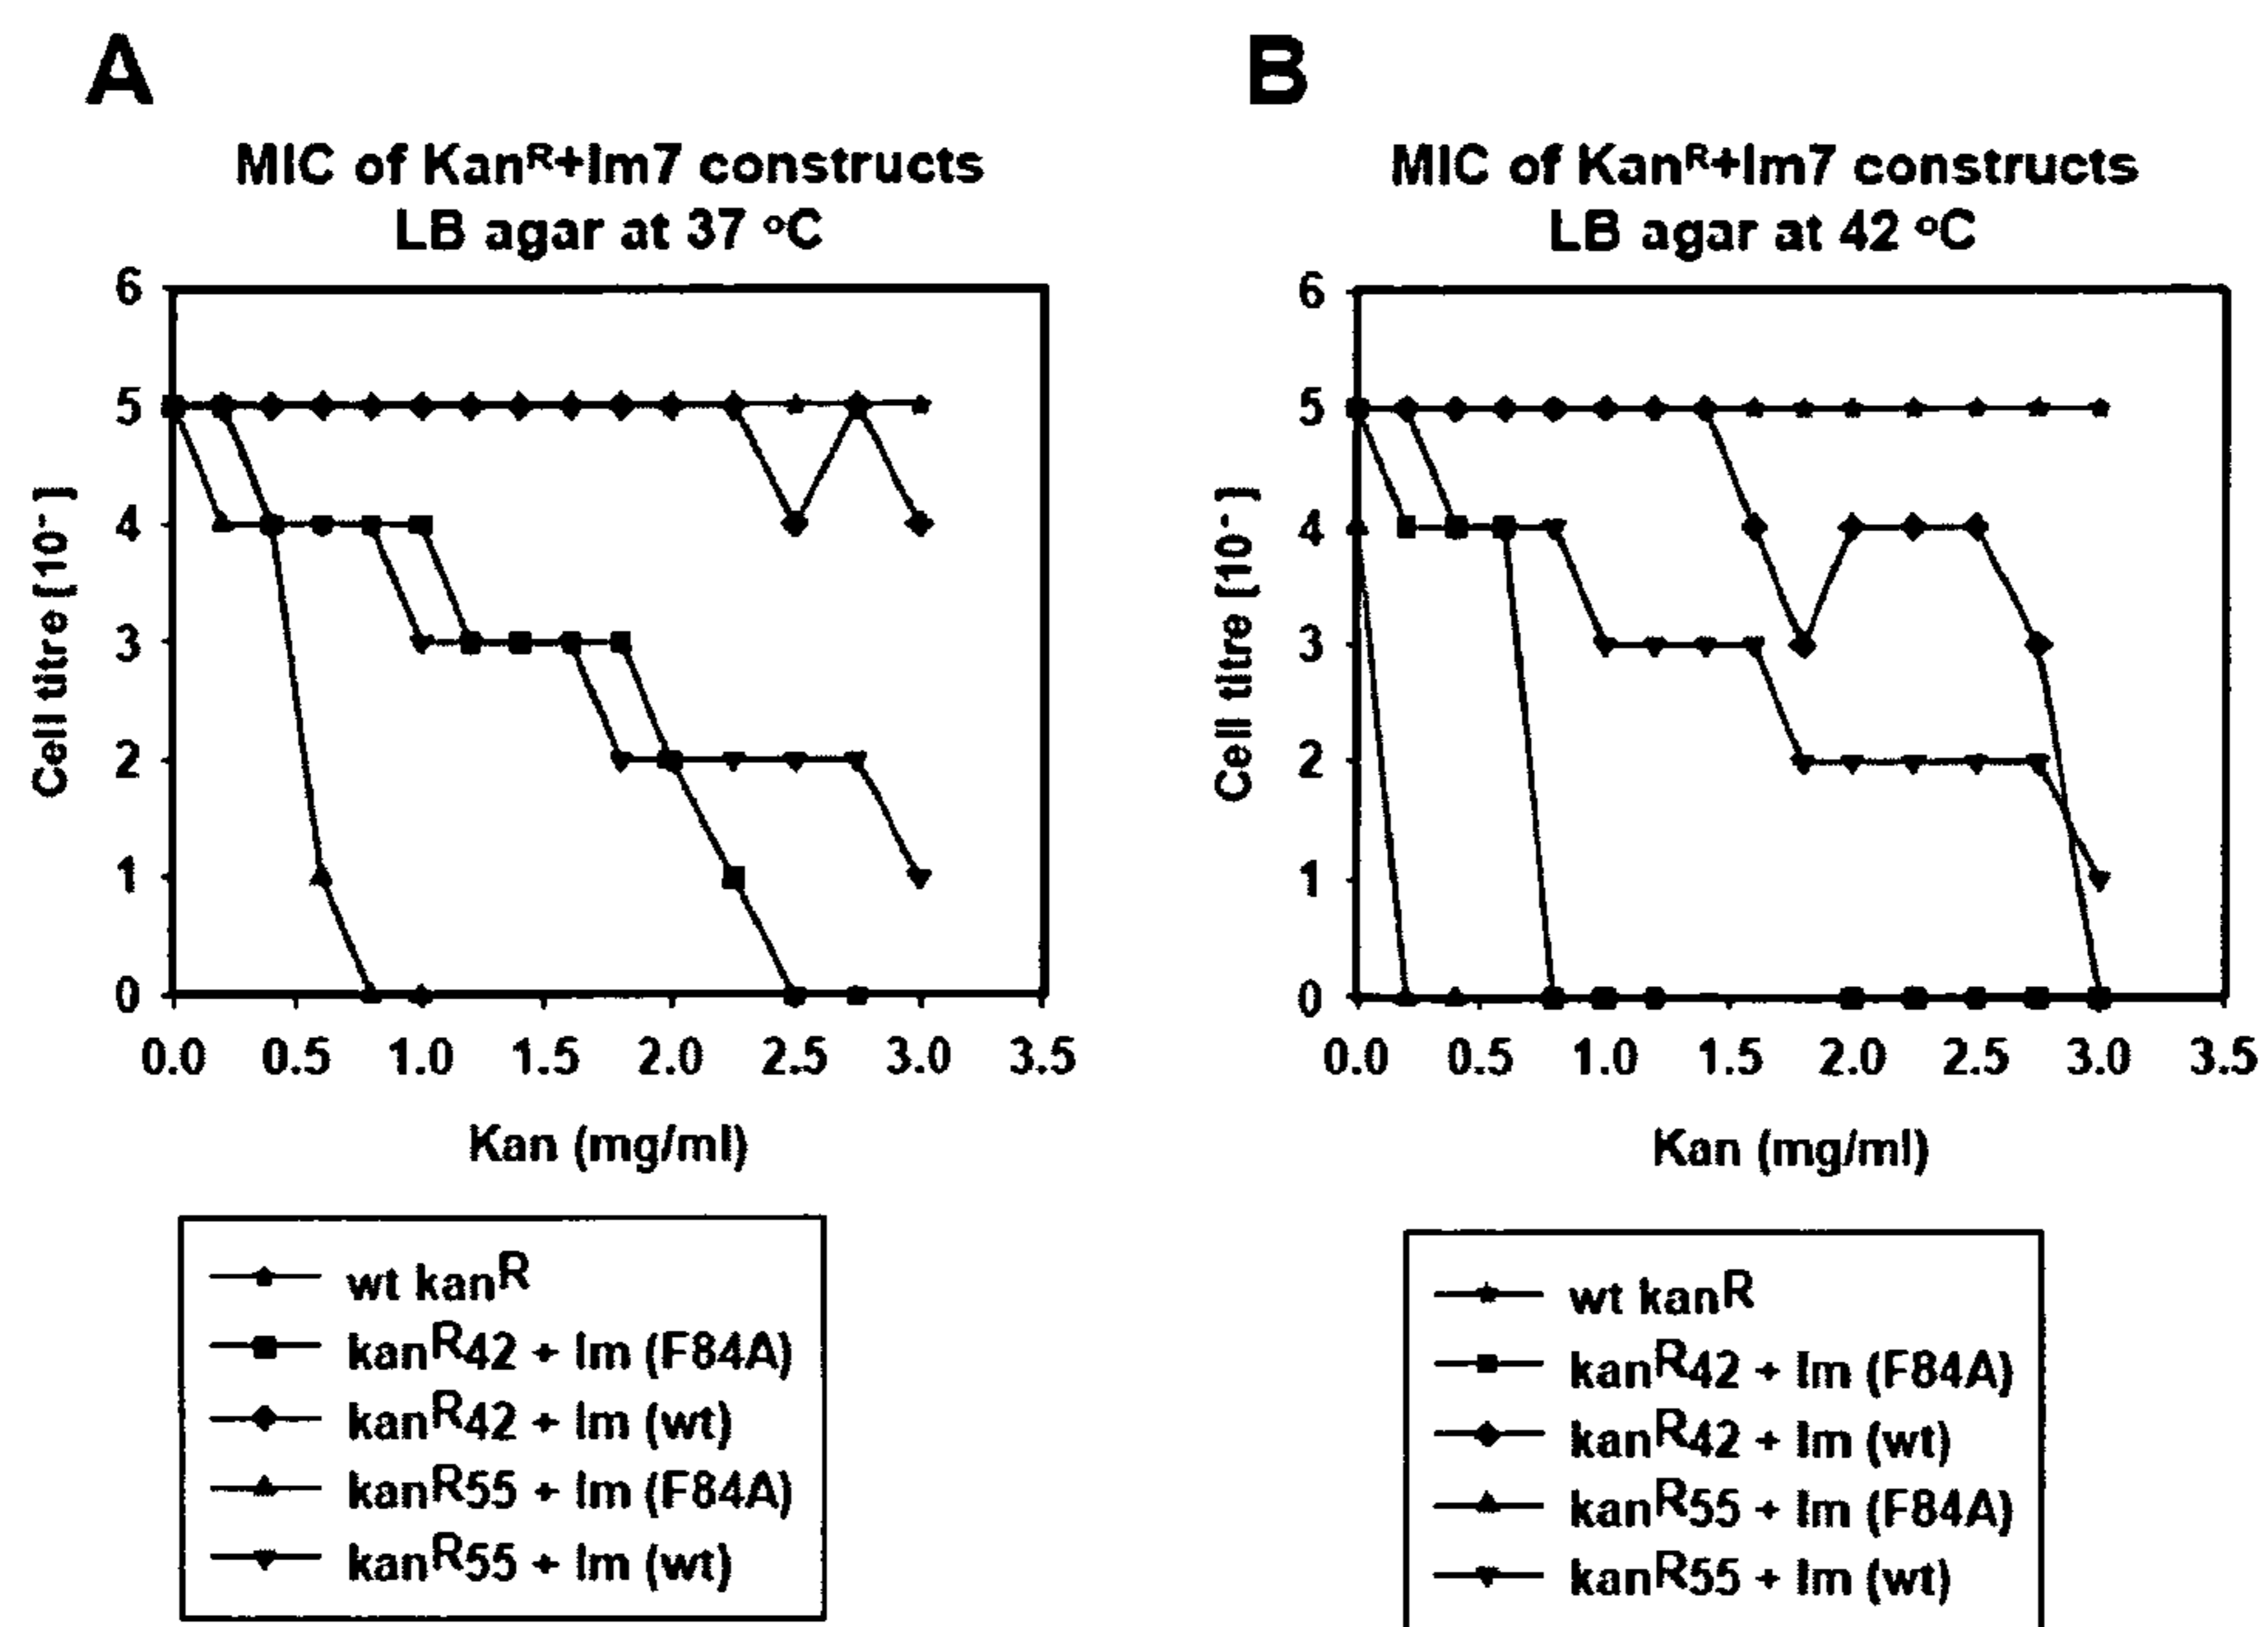 A
MIC of Kanᴿ+Im7 constructs
LB agar at 37 °C
6
5
4
3
2
1
0
Cell titre [10⁻]
0.0 0.5 1.0 1.5 2.0 2.5 3.0 3.5
Kan (mg/ml)
wt kanᴿ
kanᴿ42 + Im (F84A)
kanᴿ42 + Im (wt)
kanᴿ55 + Im (F84A)
kanᴿ55 + Im (wt)
B
MIC of Kanᴿ+Im7 constructs
LB agar at 42 °C
6
5
4
3
2
1
0
Cell titre [10⁻]
0.0 0.5 1.0 1.5 2.0 2.5 3.0 3.5
Kan (mg/ml)
wt kanᴿ
kanᴿ42 + Im (F84A)
kanᴿ42 + Im (wt)
kanᴿ55 + Im (F84A)
kanᴿ55 + Im (wt)